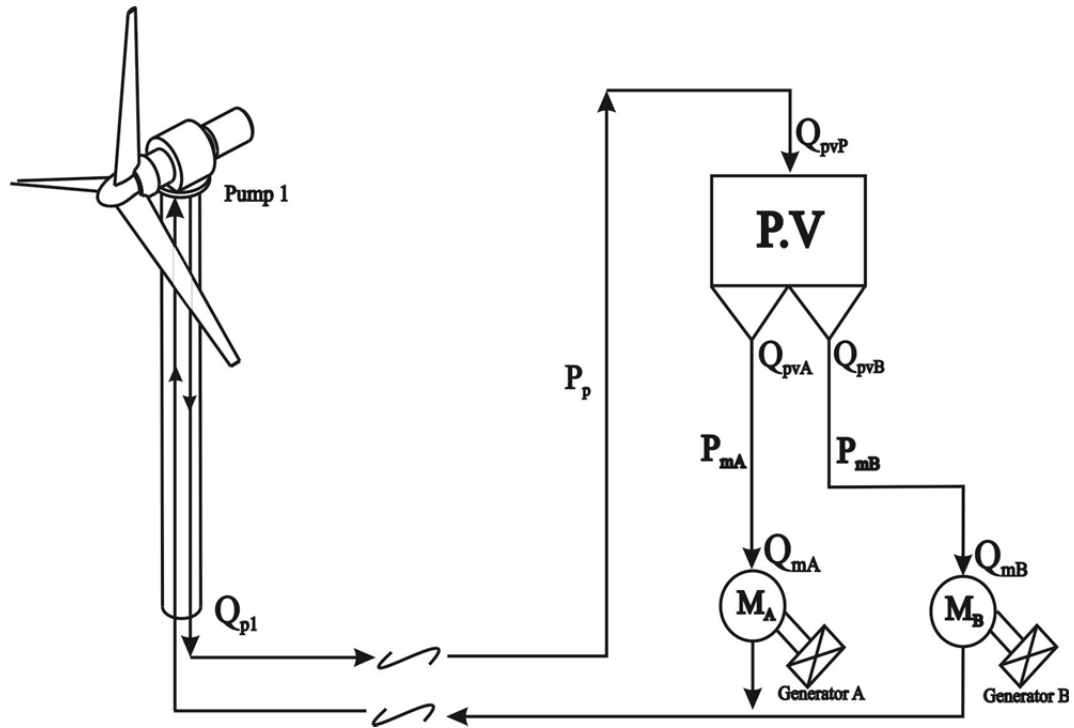 Pump 1
Q_pvP
P.V
Q_pvA
Q_pvB
P_p
P_mA
P_mB
Q_mA
Q_mB
M_A
M_B
Q_p1
Generator A
Generator B